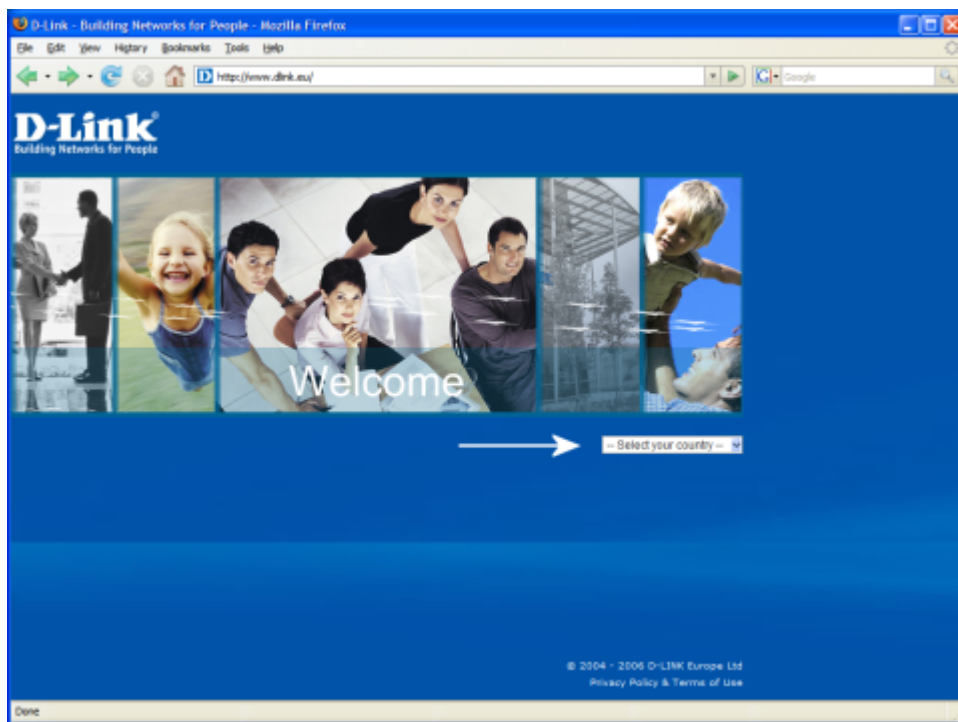 D-Link - Building Networks for People - Mozilla Firefox
File Edit View History Bookmarks Tools Help
http://www.dlink.eu/
Google
D-Link
Building Networks for People
Welcome
-- Select your country --
© 2004 - 2006 D-LINK Europe Ltd
Privacy Policy & Terms of Use
Done